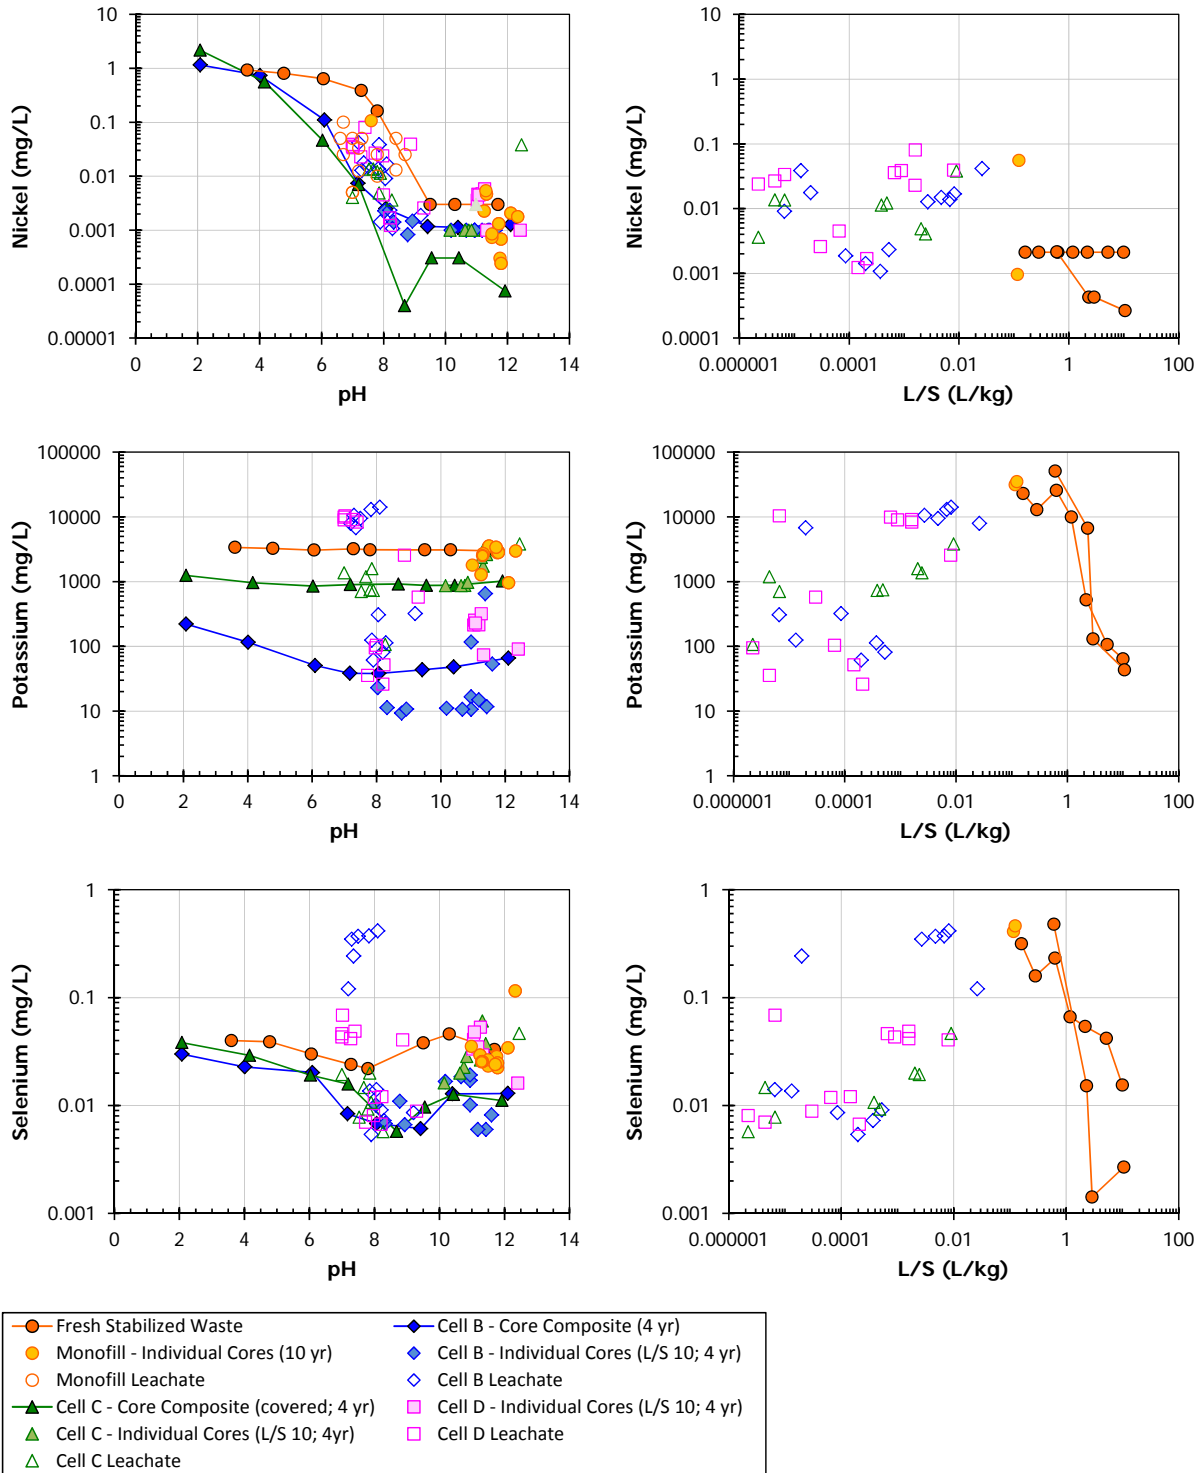 10
1
0.1
0.01
0.001
0.0001
0.00001
Nickel (mg/L)
0 2 4 6 8 10 12 14
pH
10
1
0.1
0.01
0.001
0.0001
Nickel (mg/L)
0.000001 0.0001 0.01 1 100
L/S (L/kg)
100000
10000
1000
100
10
1
Potassium (mg/L)
0 2 4 6 8 10 12 14
pH
100000
10000
1000
100
10
1
Potassium (mg/L)
0.000001 0.0001 0.01 1 100
L/S (L/kg)
1
0.1
0.01
0.001
Selenium (mg/L)
0 2 4 6 8 10 12 14
pH
1
0.1
0.01
0.001
Selenium (mg/L)
0.000001 0.0001 0.01 1 100
L/S (L/kg)
Fresh Stabilized Waste
Monofill - Individual Cores (10 yr)
Monofill Leachate
Cell C - Core Composite (covered; 4 yr)
Cell C - Individual Cores (L/S 10; 4yr)
Cell C Leachate
Cell B - Core Composite (4 yr)
Cell B - Individual Cores (L/S 10; 4 yr)
Cell B Leachate
Cell D - Individual Cores (L/S 10; 4 yr)
Cell D Leachate